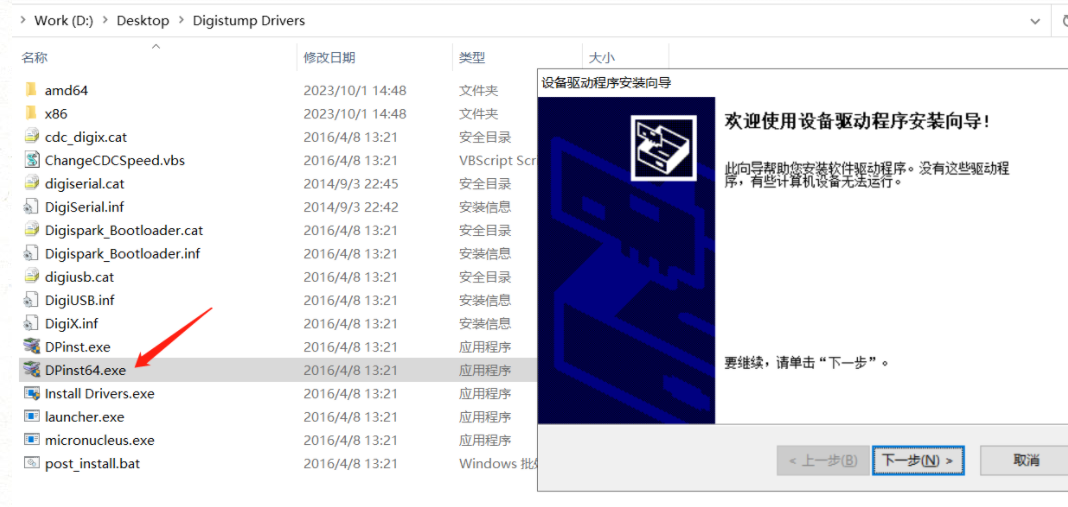 Work (D:) > Desktop > Digistump Drivers
名称 修改日期 类型 大小
amd64 2023/10/1 14:48 文件夹
x86 2023/10/1 14:48 文件夹
cdc_digix.cat 2016/4/8 13:21 安全目录
ChangeCDCSpeed.vbs 2016/4/8 13:21 VBScript Scr
digiserial.cat 2014/9/3 22:45 安全目录
DigiSerial.inf 2014/9/3 22:42 安装信息
Digispark_Bootloader.cat 2016/4/8 13:21 安全目录
Digispark_Bootloader.inf 2016/4/8 13:21 安装信息
digiusb.cat 2016/4/8 13:21 安全目录
DigiUSB.inf 2016/4/8 13:21 安装信息
DigiX.inf 2016/4/8 13:21 安装信息
DPinst.exe 2016/4/8 13:21 应用程序
DPinst64.exe 2016/4/8 13:21 应用程序
Install Drivers.exe 2016/4/8 13:21 应用程序
launcher.exe 2016/4/8 13:21 应用程序
micronucleus.exe 2016/4/8 13:21 应用程序
post_install.bat 2016/4/8 13:21 Windows 批
设备驱动程序安装向导
欢迎使用设备驱动程序安装向导!
此向导帮助您安装软件驱动程序。没有这些驱动程
序，有些计算机设备无法运行。
要继续，请单击“下一步”。
< 上一步(B) 下一步(N) > 取消